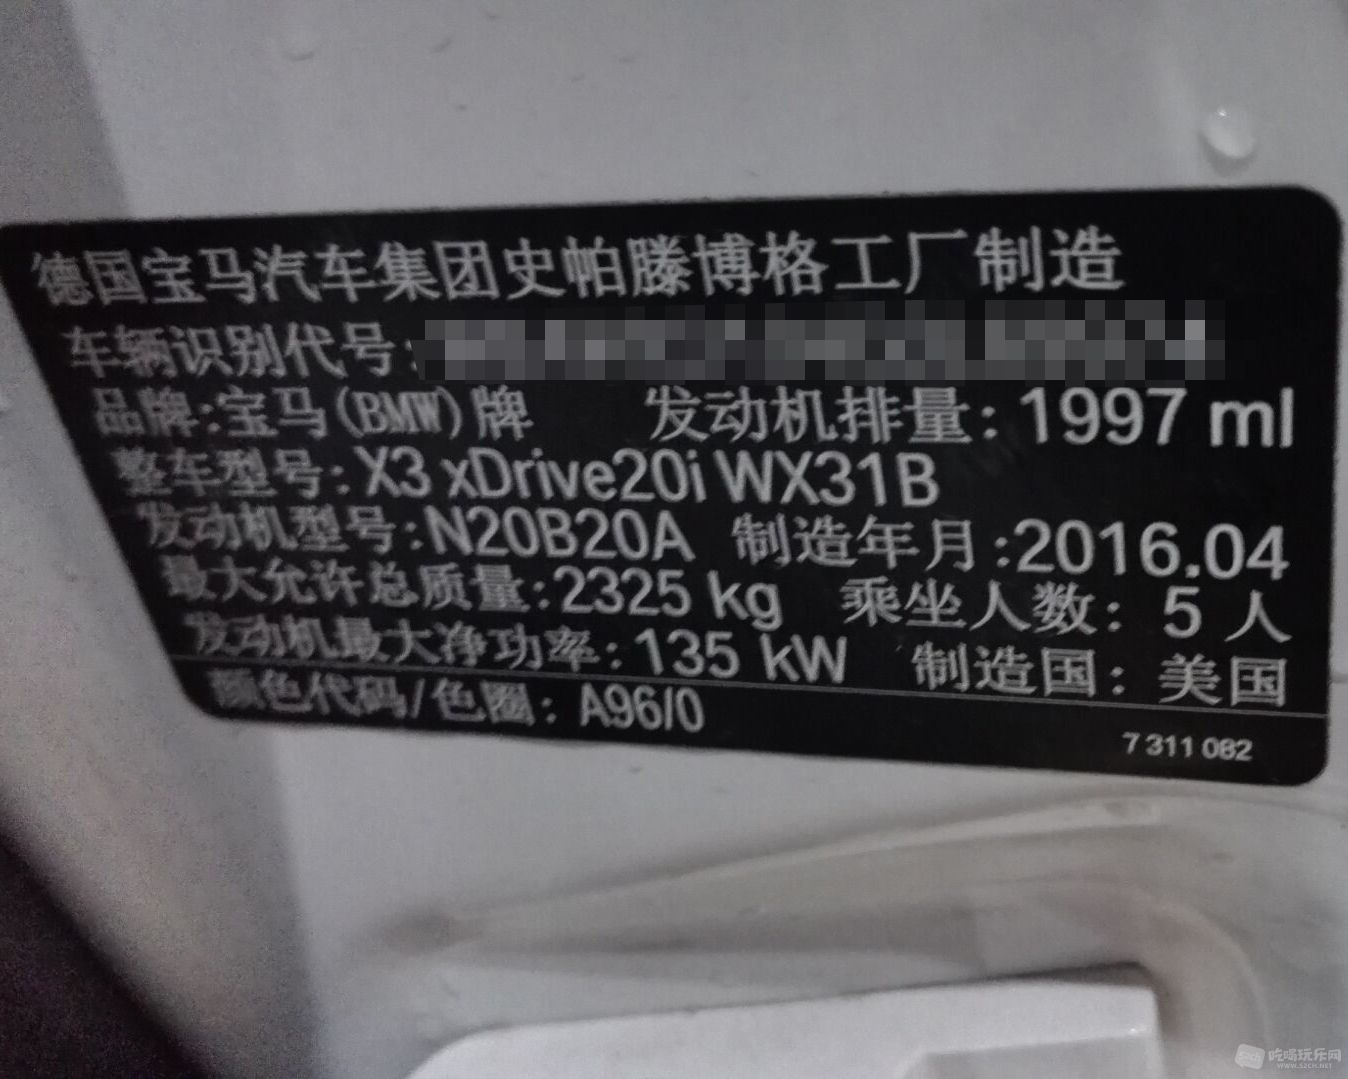 德国宝马汽车集团史帕滕博格工厂制造
车辆识别代号:
品牌:宝马(BMW)牌 发动机排量:1997 ml
整车型号:X3 xDrive20i WX31B
发动机型号:N20B20A 制造年月:2016.04
最大允许总质量:2325 kg 乘坐人数: 5 人
发动机最大净功率:135 kW 制造国: 美国
颜色代码/色圈: A96/0
7 311 082
吃喝玩乐网
WWW.SZCH.NET